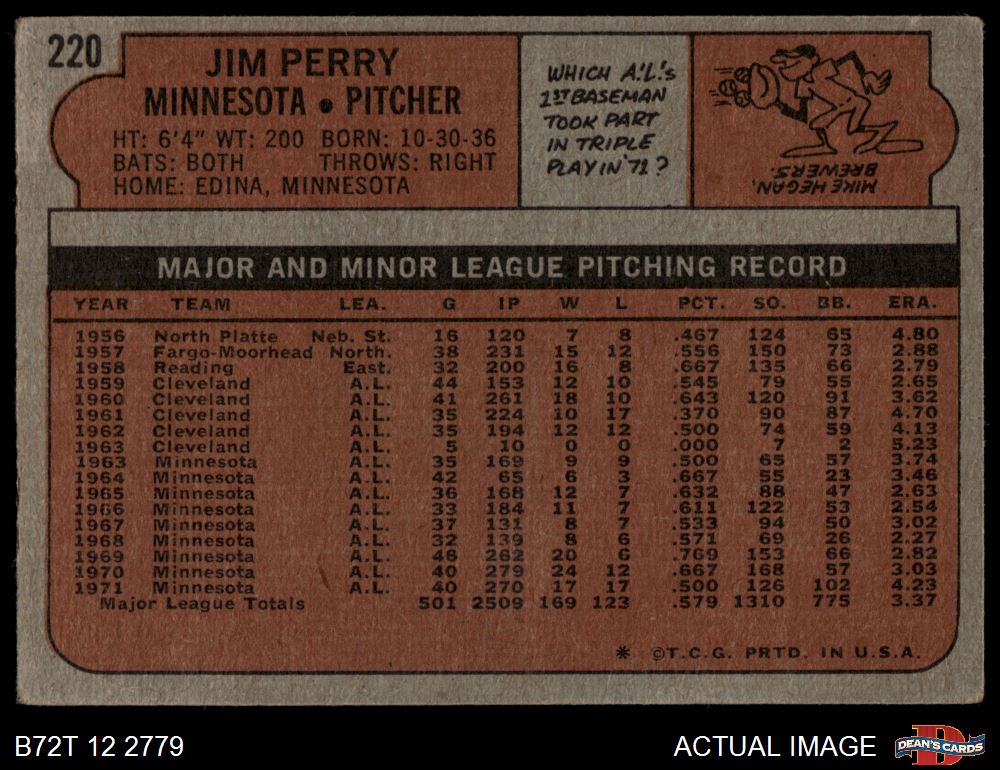 220
JIM PERRY
MINNESOTA • PITCHER
HT: 6'4" WT: 200 BORN: 10-30-36
BATS: BOTH THROWS: RIGHT
HOME: EDINA, MINNESOTA
WHICH A.L.'s
1ST BASEMAN
TOOK PART
IN TRIPLE
PLAY IN '71?
MIKE HEGAN,
BREWERS.
MAJOR AND MINOR LEAGUE PITCHING RECORD
YEAR TEAM LEA. G IP W L PCT. SO. BB. ERA.
1956 North Platte Neb. St. 16 120 7 8 .467 124 65 4.80
1957 Fargo-Moorhead North. 38 231 15 12 .556 150 73 2.88
1958 Reading East. 32 200 16 8 .667 135 66 2.79
1959 Cleveland A.L. 44 153 12 10 .545 79 55 2.65
1960 Cleveland A.L. 41 261 18 10 .643 120 91 3.62
1961 Cleveland A.L. 35 224 10 17 .370 90 87 4.70
1962 Cleveland A.L. 35 194 12 12 .500 74 59 4.13
1963 Cleveland A.L. 5 10 0 0 .000 7 2 5.23
1963 Minnesota A.L. 35 169 9 9 .500 65 57 3.74
1964 Minnesota A.L. 42 65 6 3 .667 55 23 3.46
1965 Minnesota A.L. 36 168 12 7 .632 88 47 2.63
1966 Minnesota A.L. 33 184 11 7 .611 122 53 2.54
1967 Minnesota A.L. 37 131 8 7 .533 94 50 3.02
1968 Minnesota A.L. 32 139 8 6 .571 69 26 2.27
1969 Minnesota A.L. 46 262 20 6 .769 153 66 2.82
1970 Minnesota A.L. 40 279 24 12 .667 168 57 3.03
1971 Minnesota A.L. 40 270 17 17 .500 126 102 4.23
Major League Totals 501 2509 169 123 .579 1310 775 3.37
* ©T.C.G. PRTD. IN U.S.A.
B72T 12 2779
ACTUAL IMAGE
D
DEAN'S CARDS